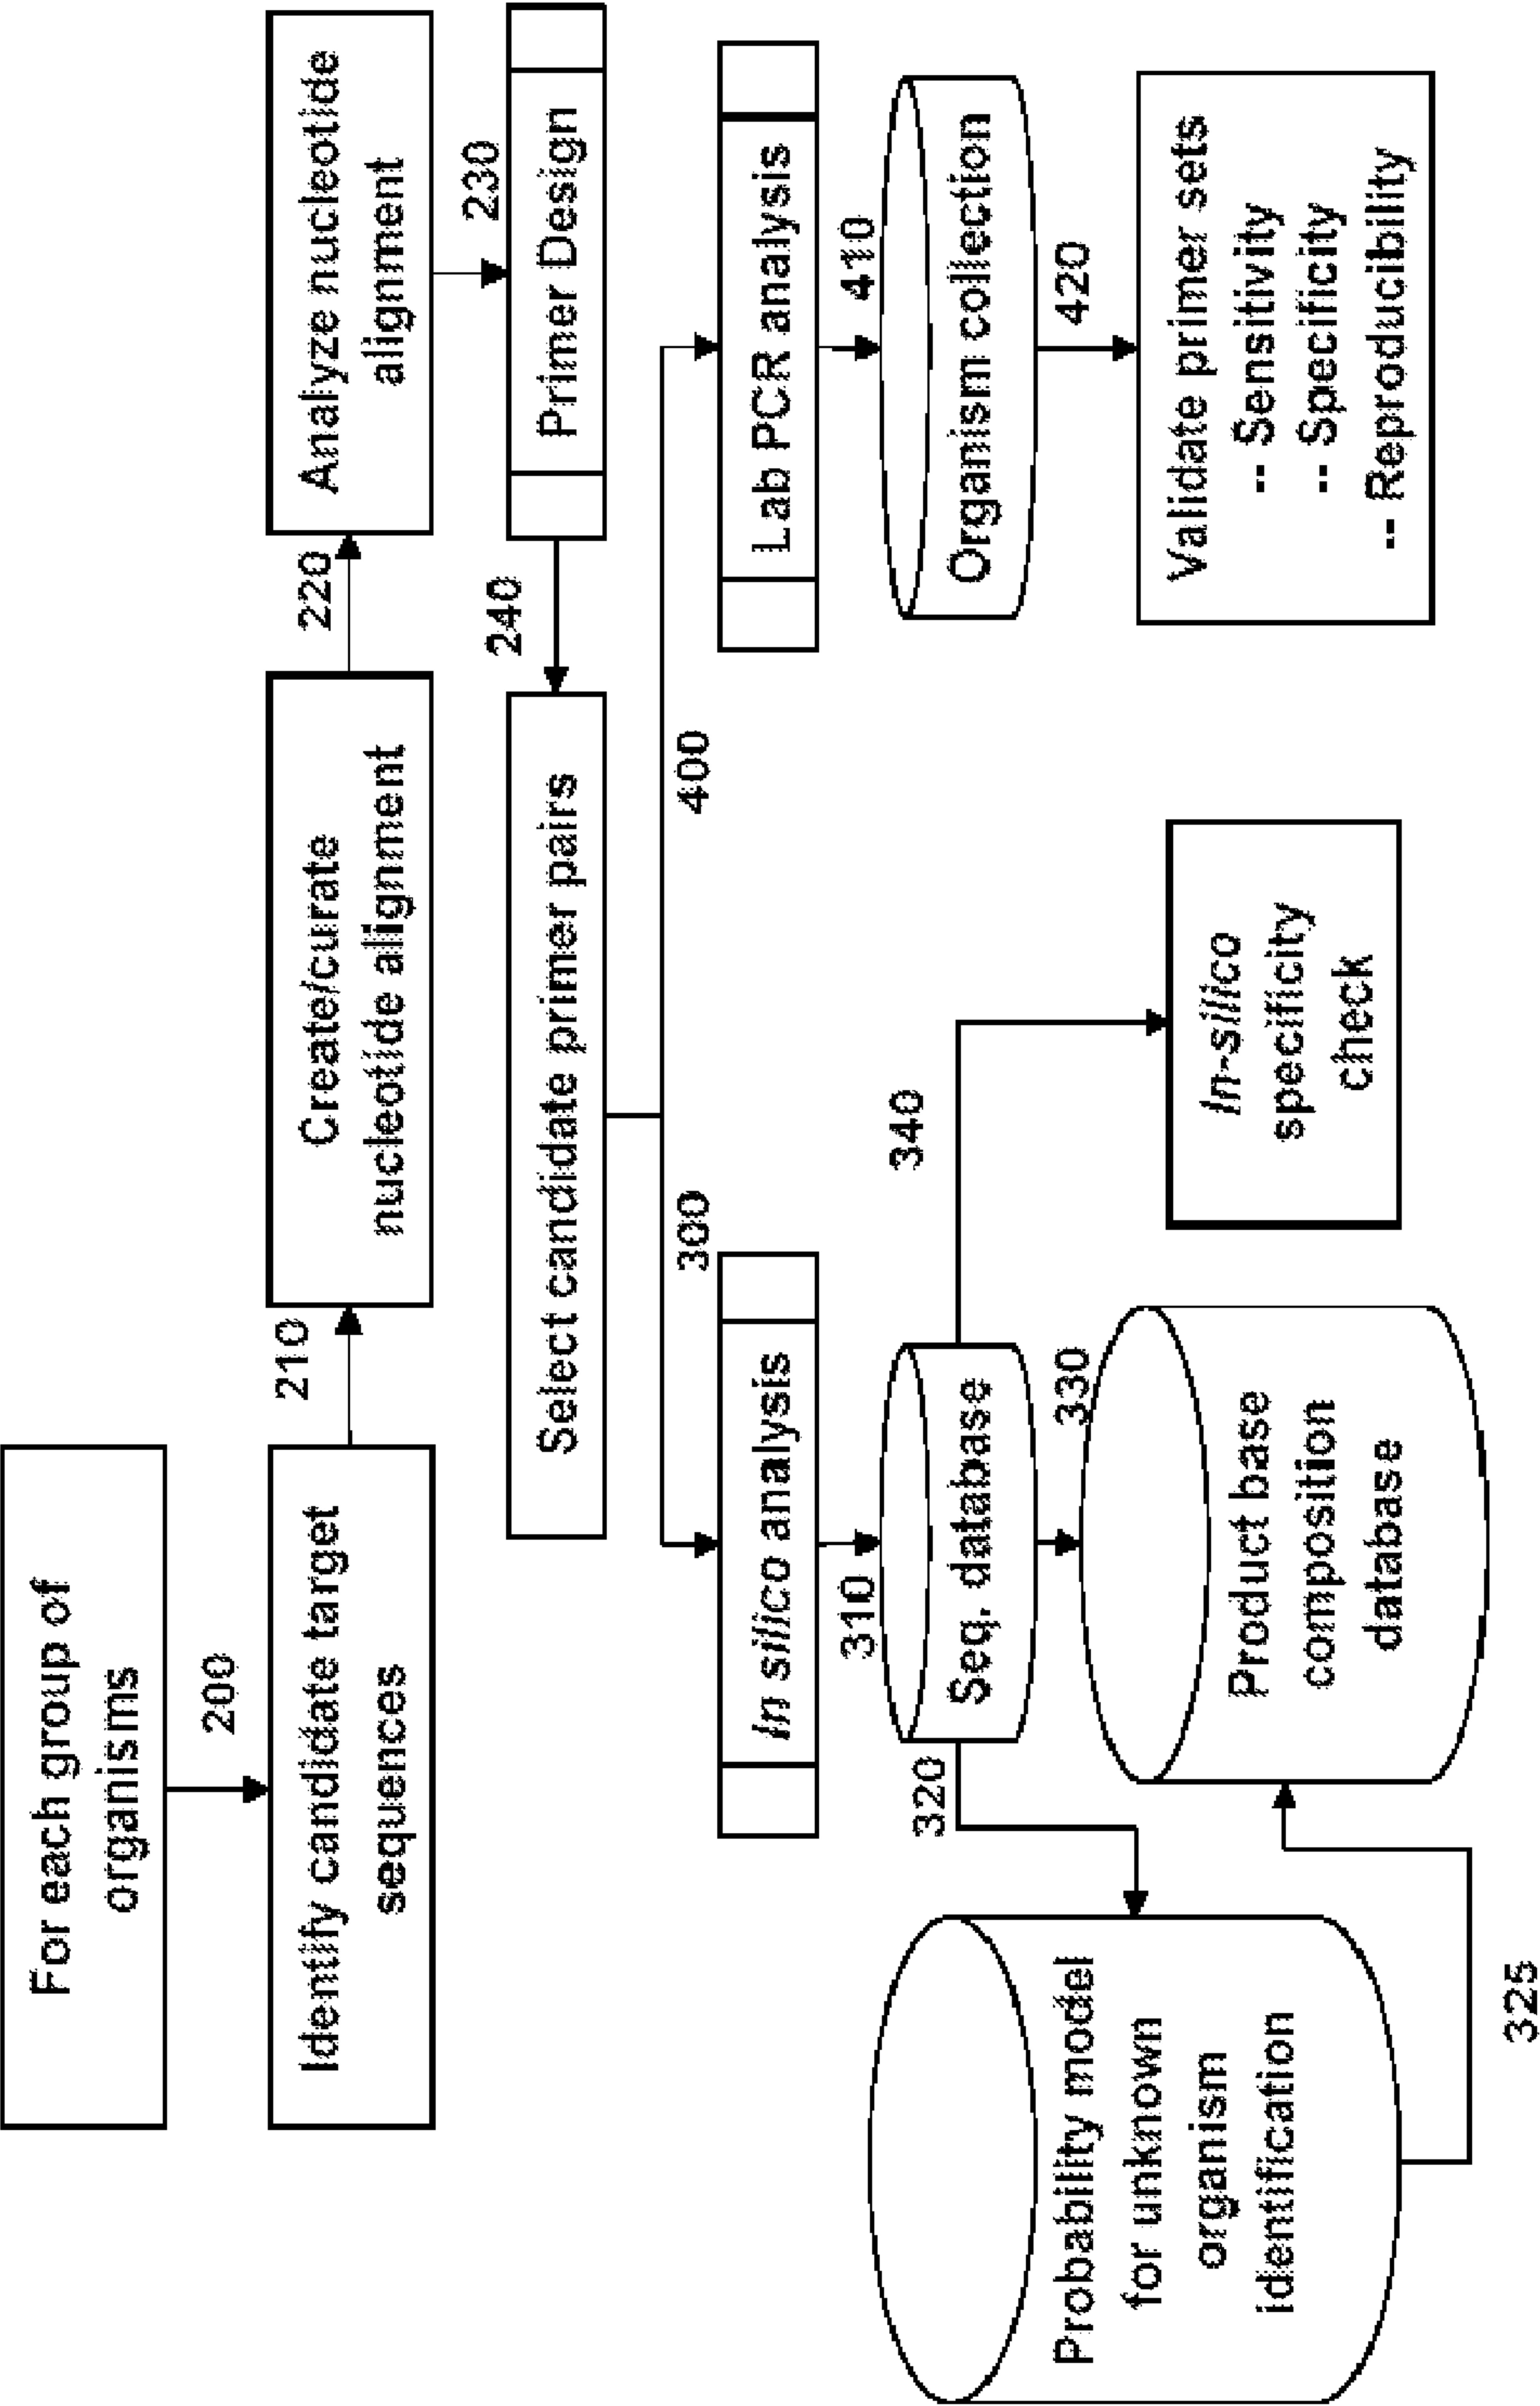 For each group of
organisms
200
Identify candidate target
sequences
210
Create/curate
nucleotide alignment
220
Analyze nucleotide
alignment
230
Primer Design
240
Select candidate primer pairs
300
400
In silico analysis
Lab PCR analysis
310
410
Seq. database
Organism collection
320
330
340
420
Probability model
for unknown
organism
identification
Product base
composition
database
In-silico
specificity
check
Validate primer sets
-- Sensitivity
-- Specificity
-- Reproducibility
325